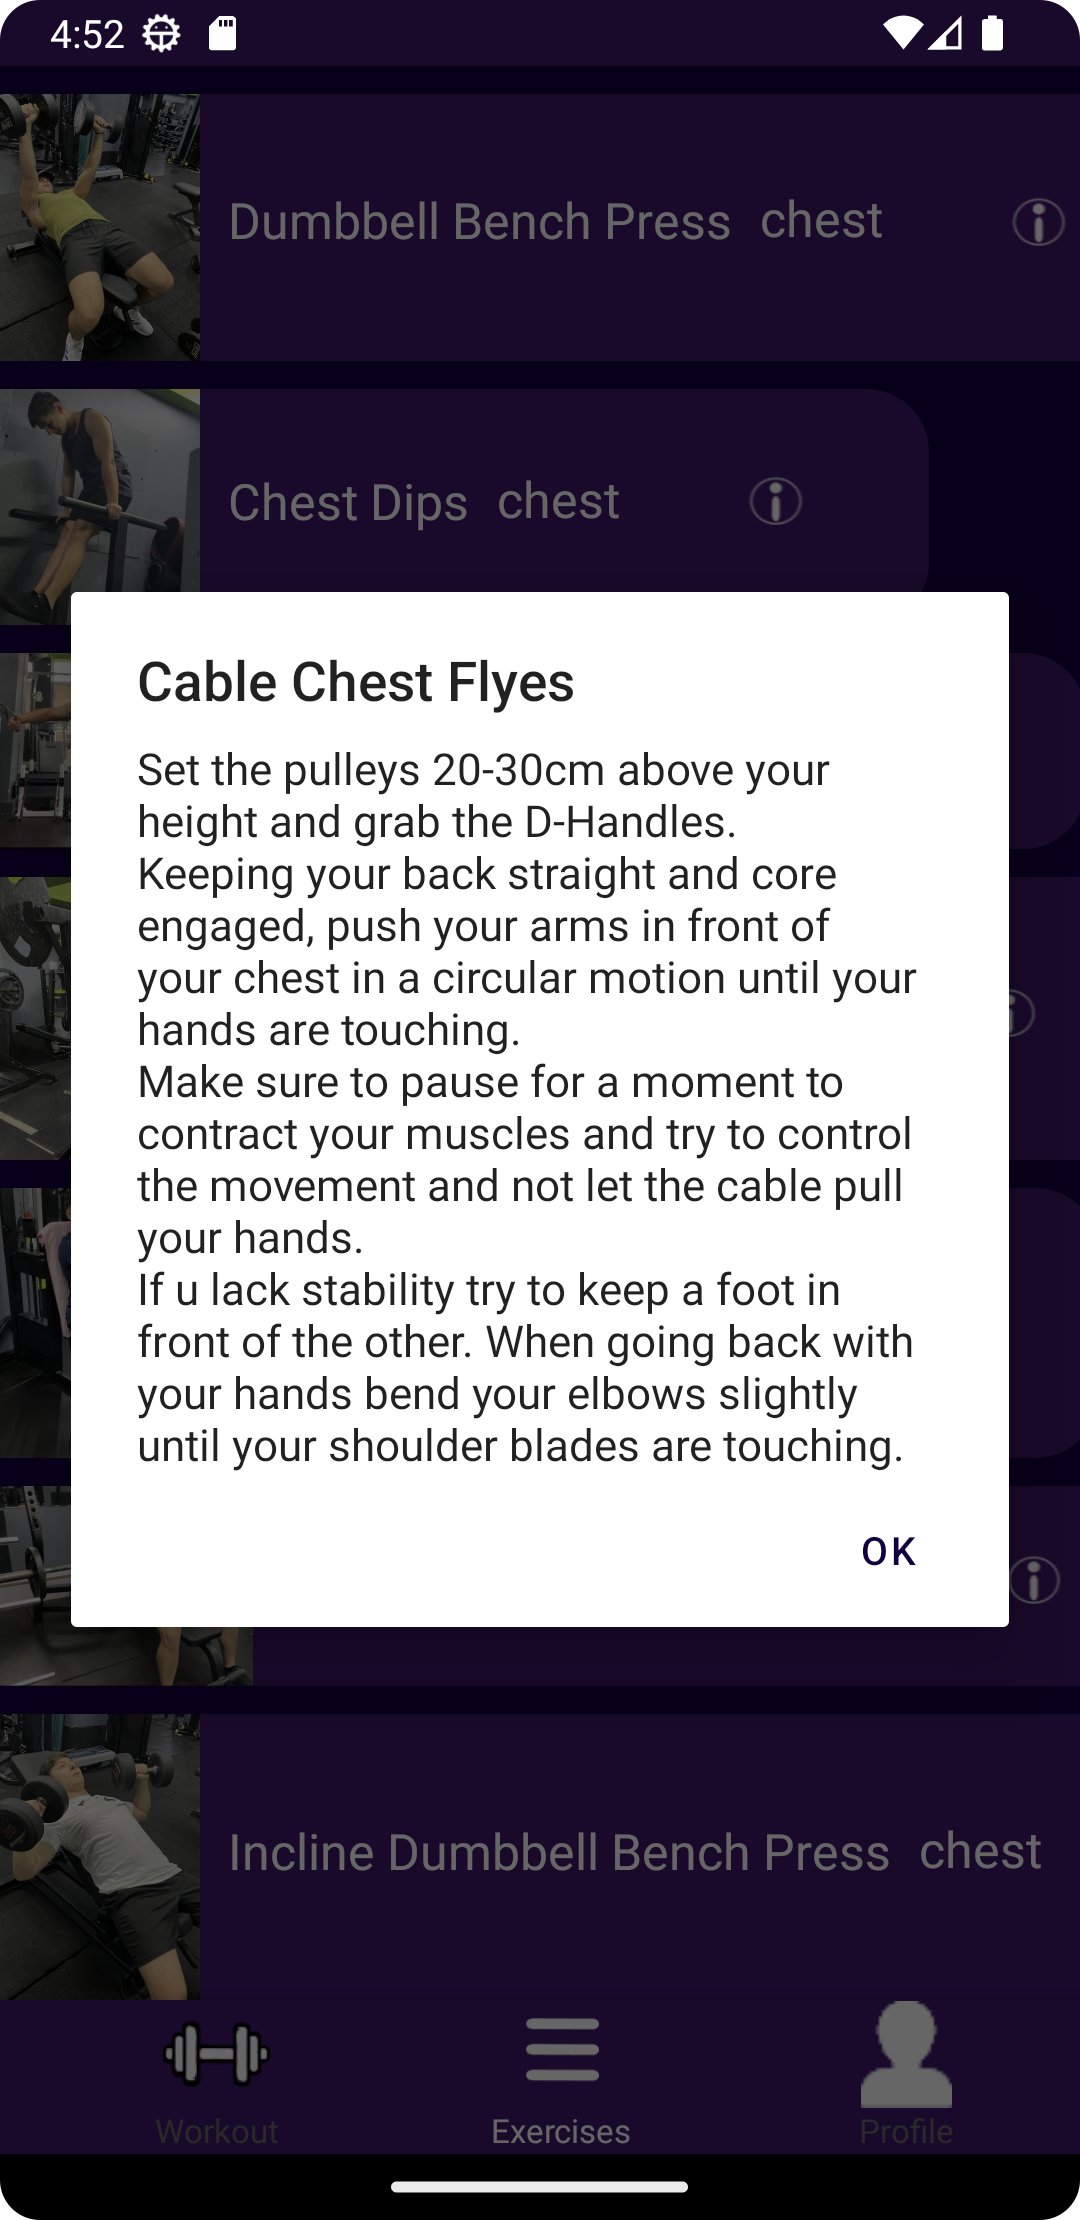 4:52
Dumbbell Bench Press chest
Chest Dips chest
Cable Chest Flyes
Set the pulleys 20-30cm above your
height and grab the D-Handles.
Keeping your back straight and core
engaged, push your arms in front of
your chest in a circular motion until your
hands are touching.
Make sure to pause for a moment to
contract your muscles and try to control
the movement and not let the cable pull
your hands.
If u lack stability try to keep a foot in
front of the other. When going back with
your hands bend your elbows slightly
until your shoulder blades are touching.
OK
Incline Dumbbell Bench Press chest
Workout
Exercises
Profile